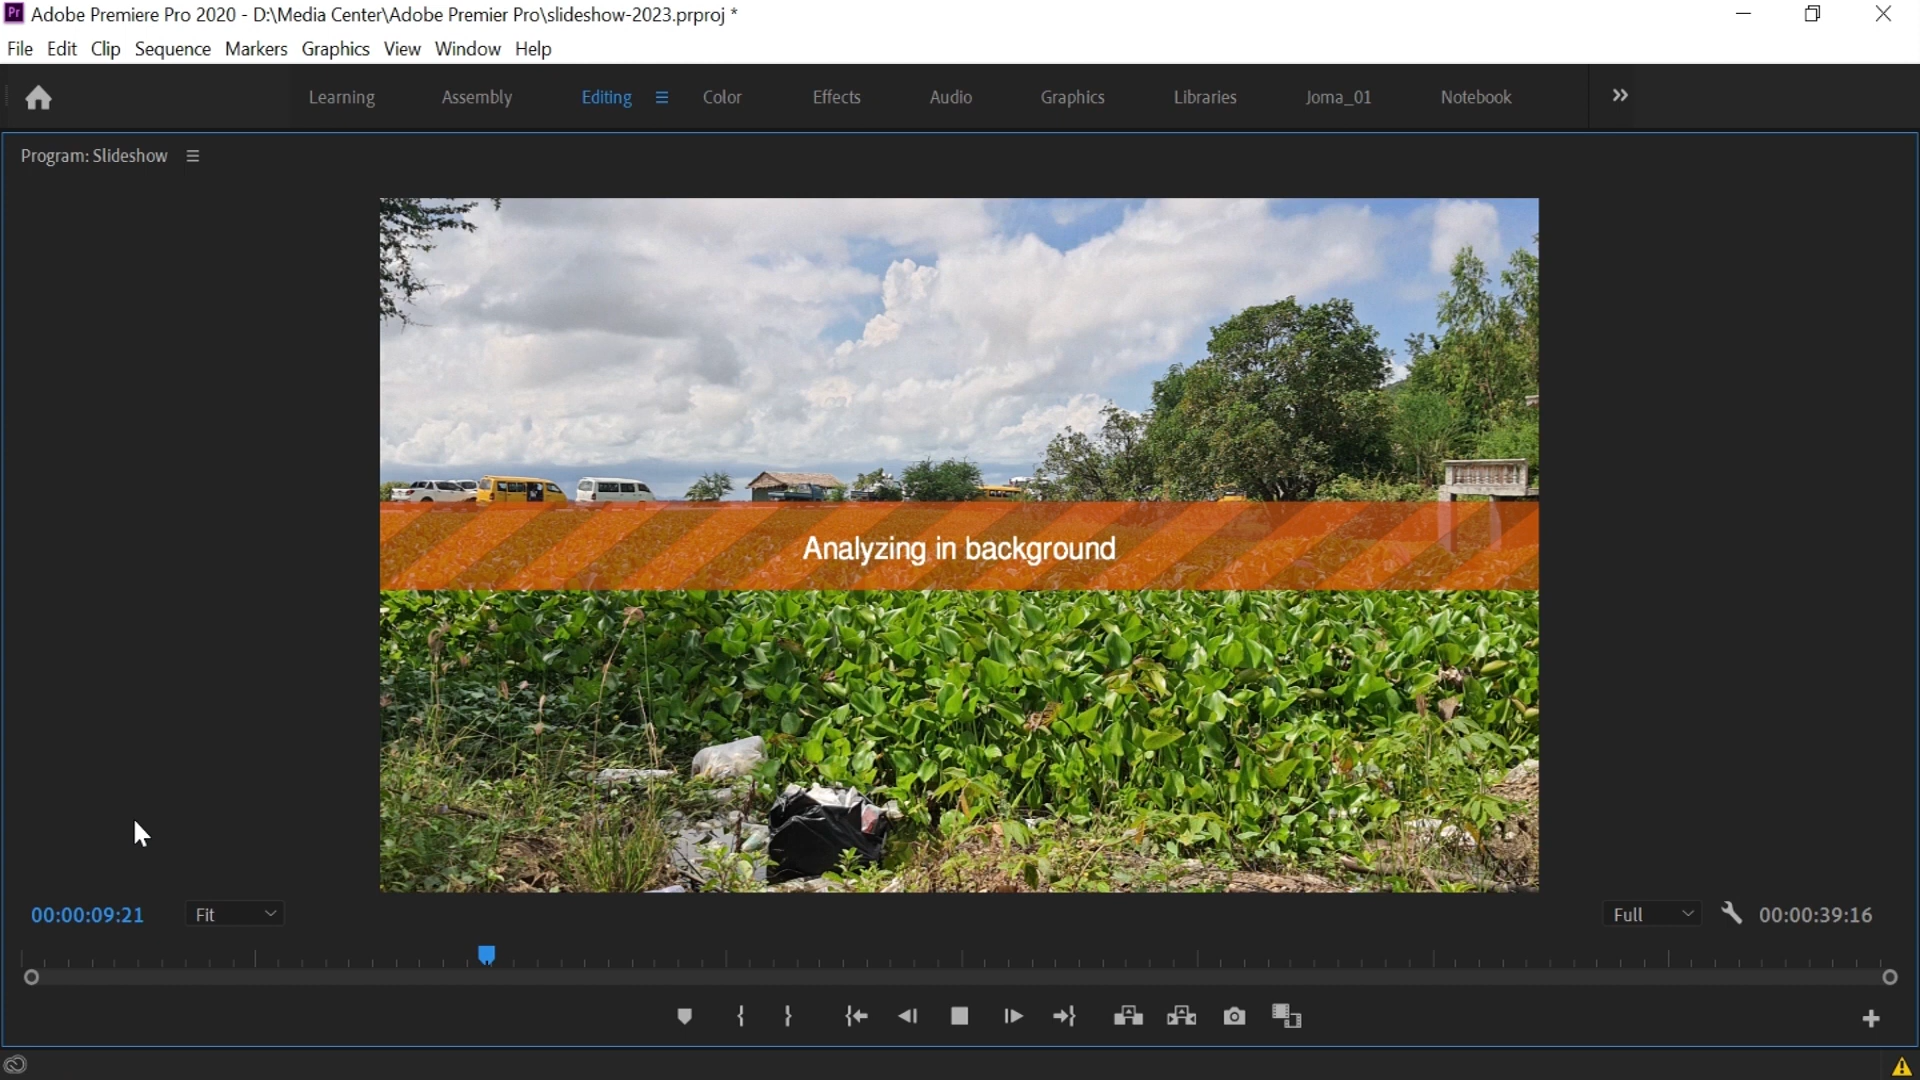 Pr Adobe Premiere Pro 2020 - D:\Media Center\Adobe Premier Pro\slideshow-2023.prproj *
File Edit Clip Sequence Markers Graphics View Window Help
Learning Assembly Editing Color Effects Audio Graphics Libraries Joma_01 Notebook
Program: Slideshow
Analyzing in background
00:00:09:21 Fit Full 00:00:39:16